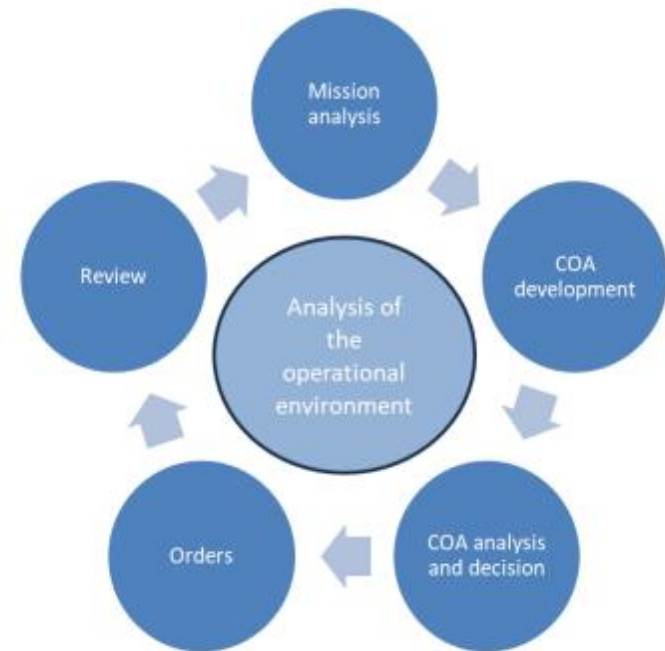 Mission
analysis
COA
development
COA analysis
and decision
Orders
Review
Analysis of
the
operational
environment